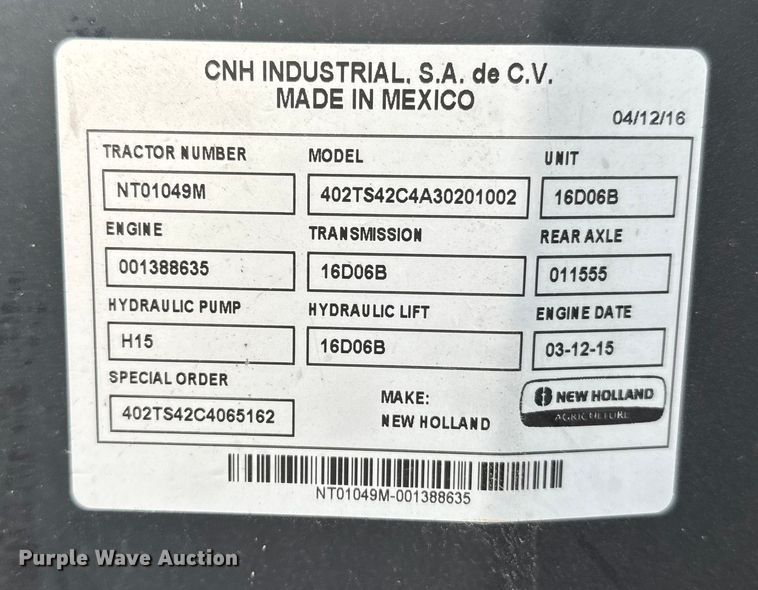 CNH INDUSTRIAL, S.A. de C.V.
MADE IN MEXICO
04/12/16
TRACTOR NUMBER MODEL UNIT
NT01049M 402TS42C4A30201002 16D06B
ENGINE TRANSMISSION REAR AXLE
001388635 16D06B 011555
HYDRAULIC PUMP HYDRAULIC LIFT ENGINE DATE
H15 16D06B 03-12-15
SPECIAL ORDER
402TS42C4065162
MAKE:
NEW HOLLAND
NEW HOLLAND
AGRICULTURE
NT01049M-001388635
Purple Wave Auction